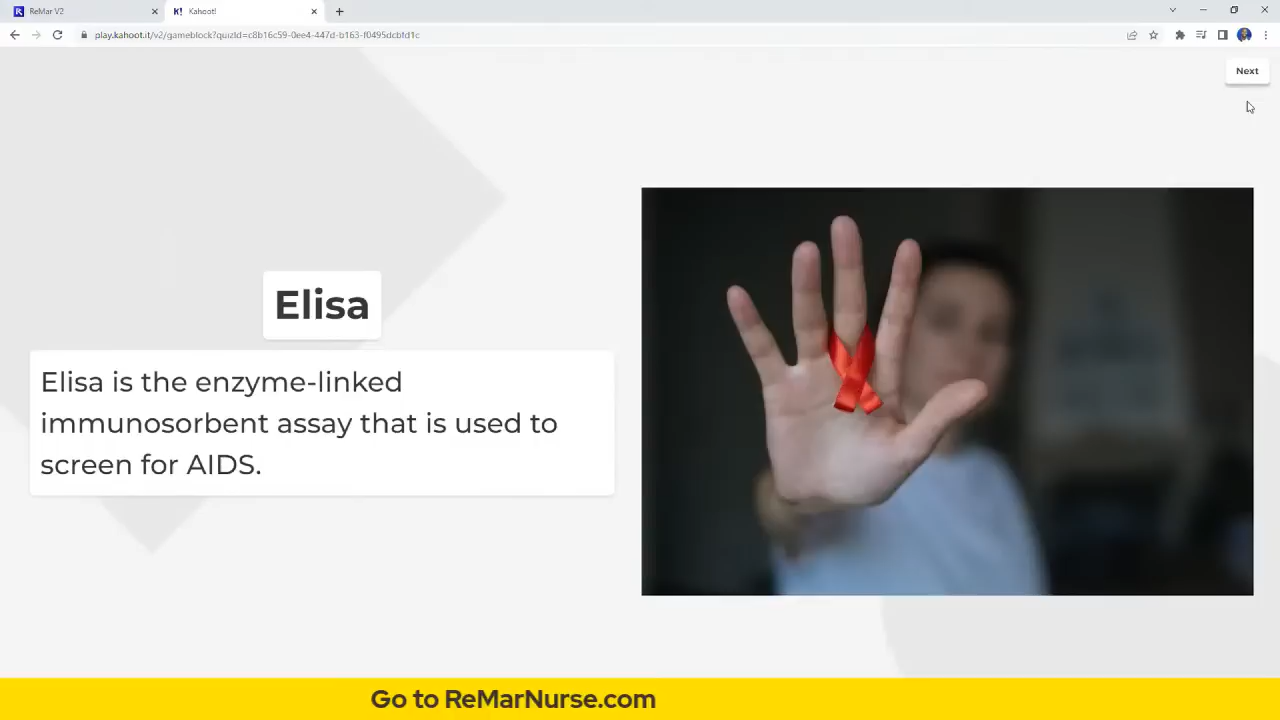 ReMar V2
K! Kahoot!
play.kahoot.it/v2/gameblock?quizId=c8b16c59-0ee4-447d-b163-f0495dcbfd1c
Next
Elisa
Elisa is the enzyme-linked
immunosorbent assay that is used to
screen for AIDS.
Go to ReMarNurse.com